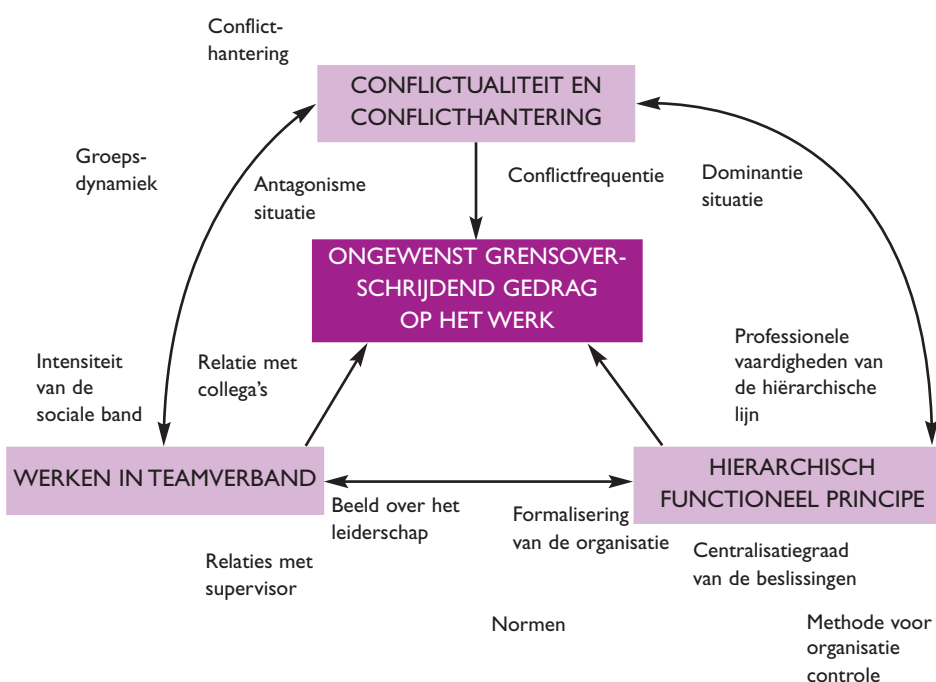 Conflict-
hantering
CONFLICTUALITEIT EN
CONFLICTHANTERING
Groeps-
dynamiek
Antagonisme
situatie
Conflictfrequentie
Dominantie
situatie
ONGEWENST GRENSOVER-
SCHRIJDEND GEDRAG
OP HET WERK
Intensiteit
van de
sociale band
Relatie met
collega's
Professionele
vaardigheden van
de hiërarchische
lijn
WERKEN IN TEAMVERBAND
HIERARCHISCH
FUNCTIONEEL PRINCIPE
Beeld over het
leiderschap
Formalisering
van de organisatie
Relaties met
supervisor
Centralisatiegraad
van de beslissingen
Normen
Methode voor
organisatie
controle